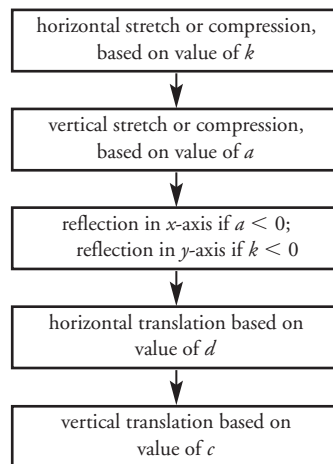 horizontal stretch or compression,
based on value of k
vertical stretch or compression,
based on value of a
reflection in x-axis if a < 0;
reflection in y-axis if k < 0
horizontal translation based on
value of d
vertical translation based on
value of c